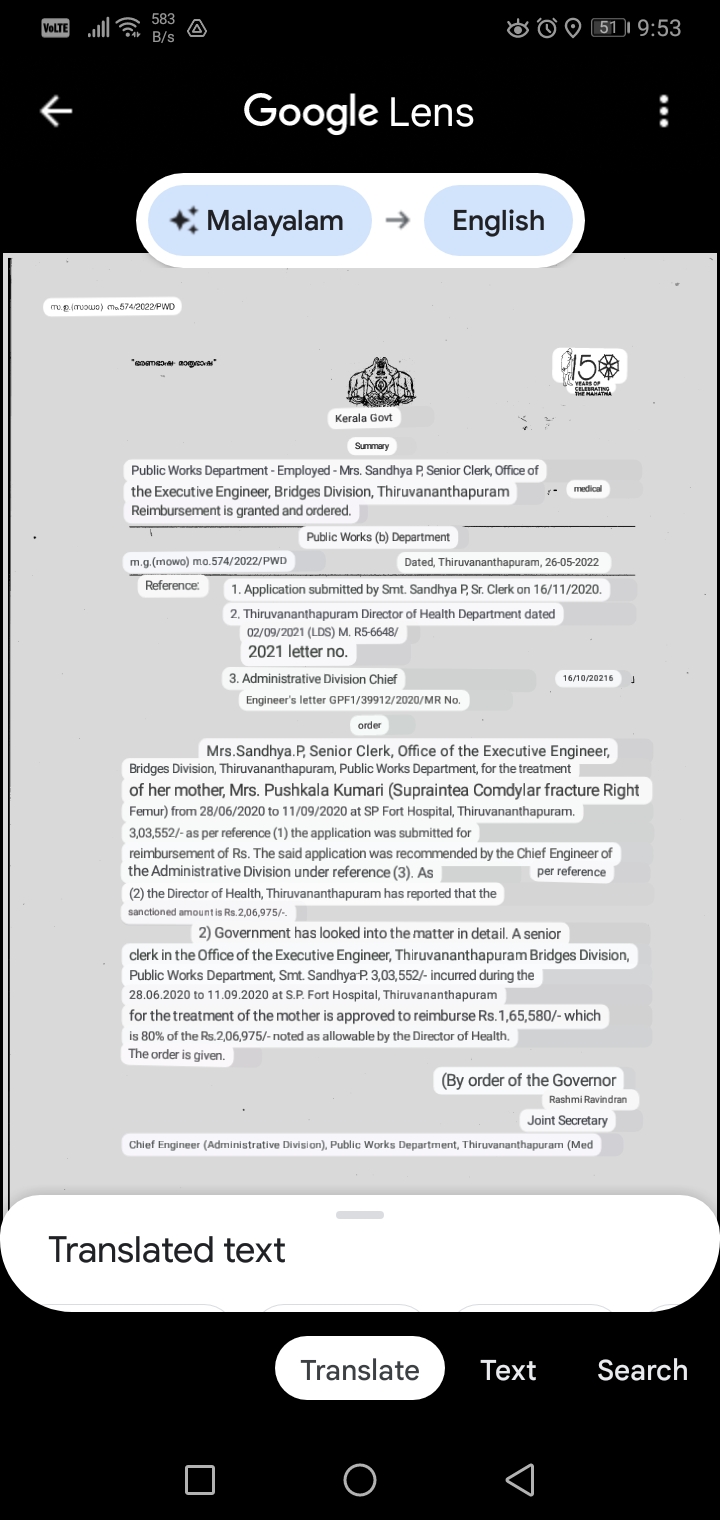 VoLTE 583 B/s 51 9:53
Google Lens
Malayalam → English
സ.ഉ.(സാധാ) നം.574/2022/PWD
"ഭരണഭാഷ- മാതൃഭാഷ"
150
YEARS OF
CELEBRATING
THE MAHATMA
Kerala Govt
Summary
Public Works Department - Employed - Mrs. Sandhya P, Senior Clerk, Office of
the Executive Engineer, Bridges Division, Thiruvananthapuram :- medical
Reimbursement is granted and ordered.
Public Works (b) Department
m.g.(mowo) mo.574/2022/PWD Dated, Thiruvananthapuram, 26-05-2022
Reference: 1. Application submitted by Smt. Sandhya P, Sr. Clerk on 16/11/2020.
2. Thiruvananthapuram Director of Health Department dated
02/09/2021 (LDS) M. R5-6648/
2021 letter no.
3. Administrative Division Chief 16/10/20216
Engineer's letter GPF1/39912/2020/MR No.
order
Mrs.Sandhya.P, Senior Clerk, Office of the Executive Engineer,
Bridges Division, Thiruvananthapuram, Public Works Department, for the treatment
of her mother, Mrs. Pushkala Kumari (Supraintea Comdylar fracture Right
Femur) from 28/06/2020 to 11/09/2020 at SP Fort Hospital, Thiruvananthapuram.
3,03,552/- as per reference (1) the application was submitted for
reimbursement of Rs. The said application was recommended by the Chief Engineer of
the Administrative Division under reference (3). As per reference
(2) the Director of Health, Thiruvananthapuram has reported that the
sanctioned amount is Rs.2,06,975/-.
2) Government has looked into the matter in detail. A senior
clerk in the Office of the Executive Engineer, Thiruvananthapuram Bridges Division,
Public Works Department, Smt. Sandhya-P. 3,03,552/- incurred during the
28.06.2020 to 11.09.2020 at S.P. Fort Hospital, Thiruvananthapuram
for the treatment of the mother is approved to reimburse Rs.1,65,580/- which
is 80% of the Rs.2,06,975/- noted as allowable by the Director of Health.
The order is given.
(By order of the Governor
Rashmi Ravindran
Joint Secretary
Chief Engineer (Administrative Division), Public Works Department, Thiruvananthapuram (Med
Translated text
Translate Text Search